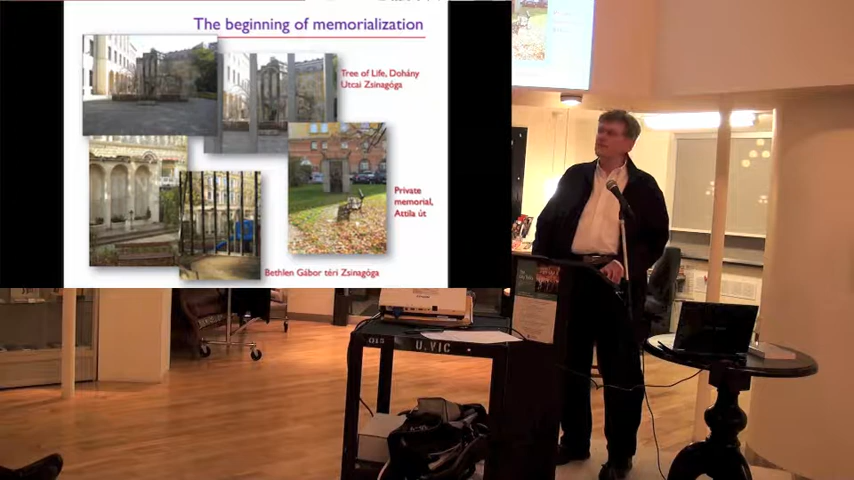 The beginning of memorialization
Tree of Life, Dohány
Utcai Zsinagóga
Private
memorial,
Attila út
Bethlen Gábor téri Zsinagóga
U.VIC